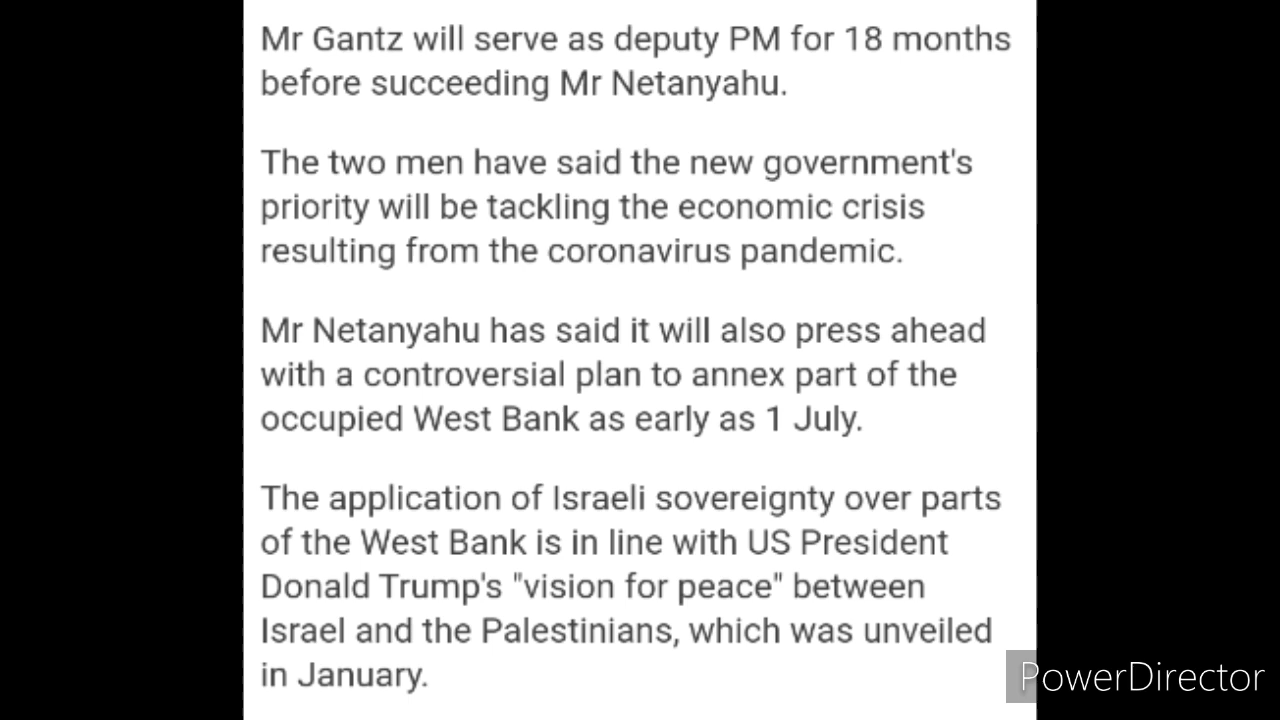 Mr Gantz will serve as deputy PM for 18 months
before succeeding Mr Netanyahu.
The two men have said the new government's
priority will be tackling the economic crisis
resulting from the coronavirus pandemic.
Mr Netanyahu has said it will also press ahead
with a controversial plan to annex part of the
occupied West Bank as early as 1 July.
The application of Israeli sovereignty over parts
of the West Bank is in line with US President
Donald Trump's "vision for peace" between
Israel and the Palestinians, which was unveiled
in January.
PowerDirector